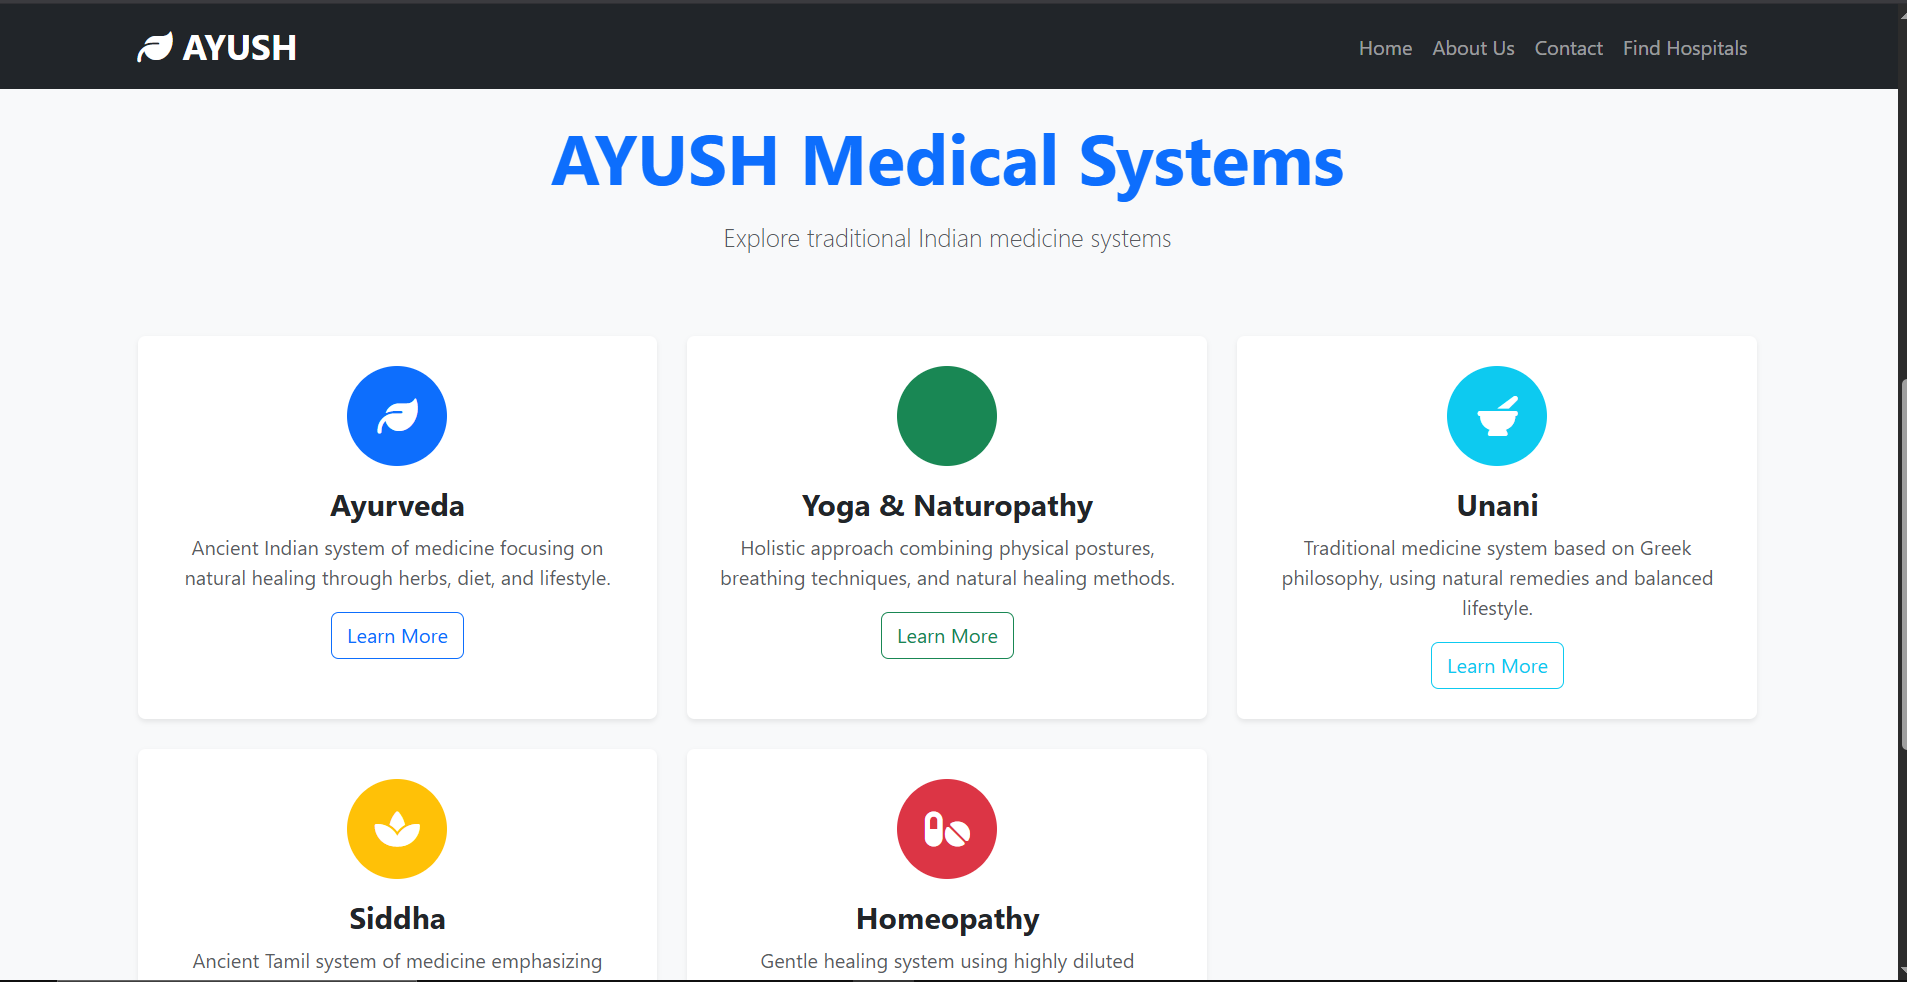 AYUSH
Home
About Us
Contact
Find Hospitals
AYUSH Medical Systems
Explore traditional Indian medicine systems
Ayurveda
Ancient Indian system of medicine focusing on
natural healing through herbs, diet, and lifestyle.
Learn More
Yoga & Naturopathy
Holistic approach combining physical postures,
breathing techniques, and natural healing methods.
Learn More
Unani
Traditional medicine system based on Greek
philosophy, using natural remedies and balanced
lifestyle.
Learn More
Siddha
Ancient Tamil system of medicine emphasizing
Homeopathy
Gentle healing system using highly diluted